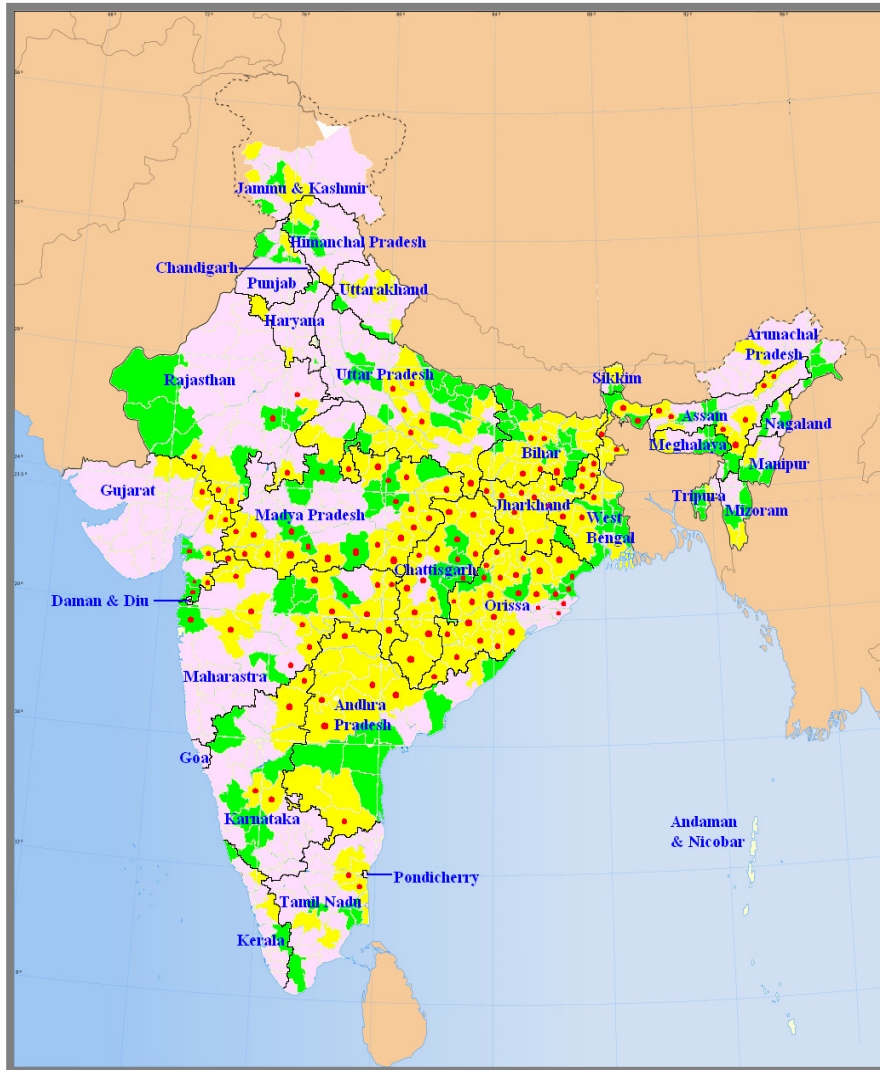 Jammu & Kashmir
Himanchal Pradesh
Chandigarh
Punjab
Uttarakhand
Haryana
Arunachal
Pradesh
Rajasthan
Uttar Pradesh
Sikkim
Assam
Nagaland
Meghalaya
Bihar
Manipur
Gujarat
Jharkhand
Tripura
Mizoram
Madya Pradesh
West
Bengal
Chattisgarh
Daman & Diu
Orissa
Maharastra
Andhra
Pradesh
Goa
Karnataka
Andaman
& Nicobar
Pondicherry
Tamil Nadu
Kerala